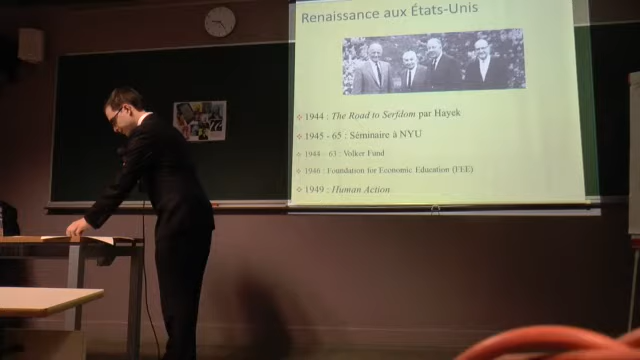 Renaissance aux États-Unis
1944 : The Road to Serfdom par Hayek
1945 - 65 : Séminaire à NYU
1944 - 63 : Volker Fund
1946 : Foundation for Economic Education (FEE)
1949 : Human Action